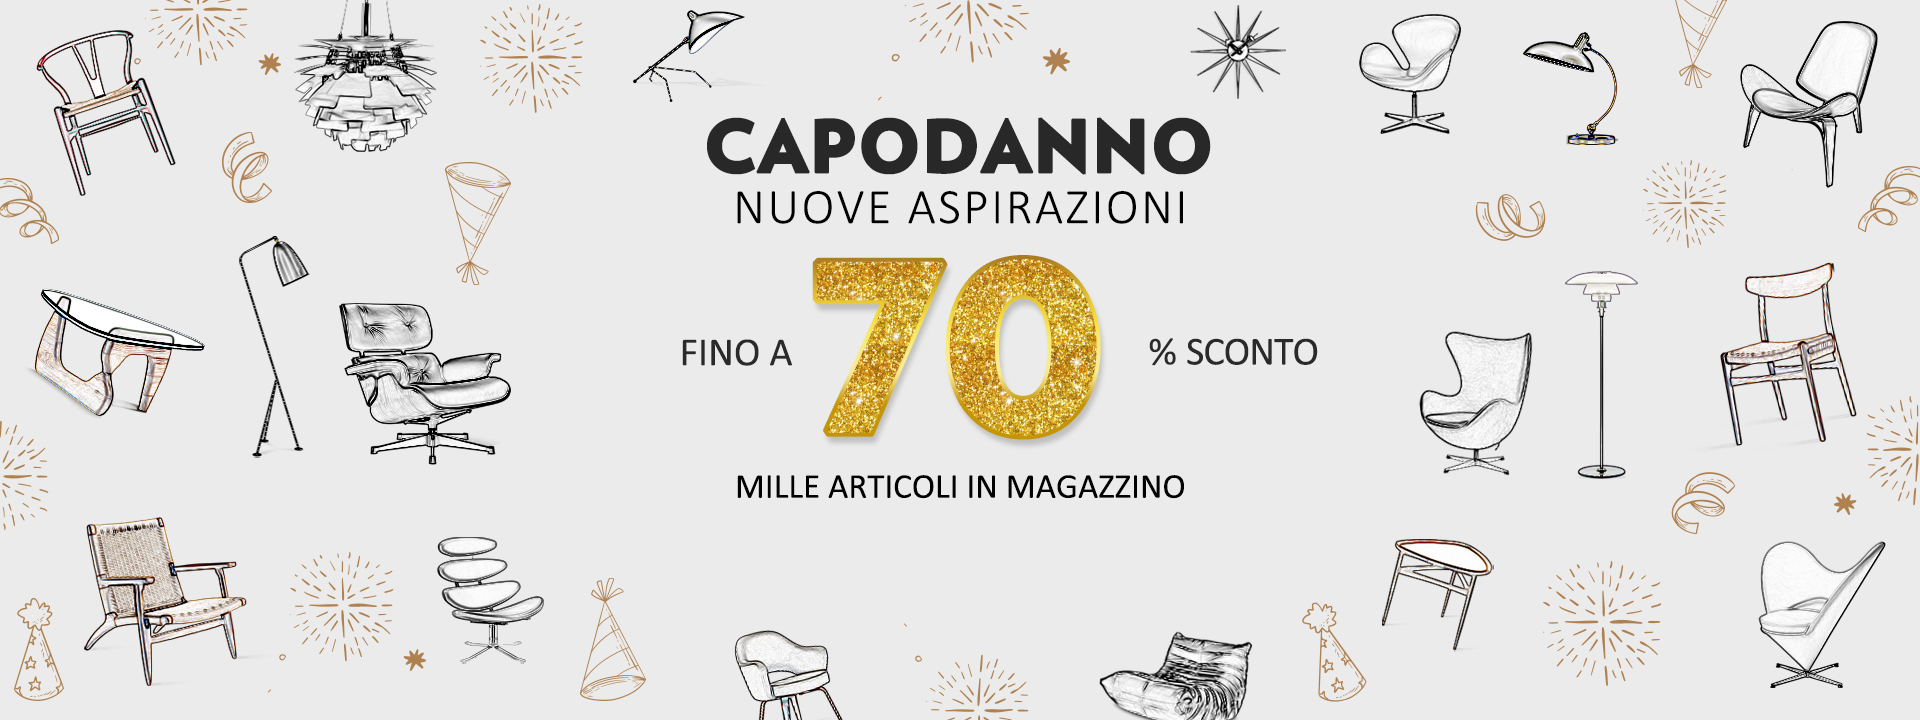 CAPODANNO
NUOVE ASPIRAZIONI
FINO A 70 % SCONTO
MILLE ARTICOLI IN MAGAZZINO